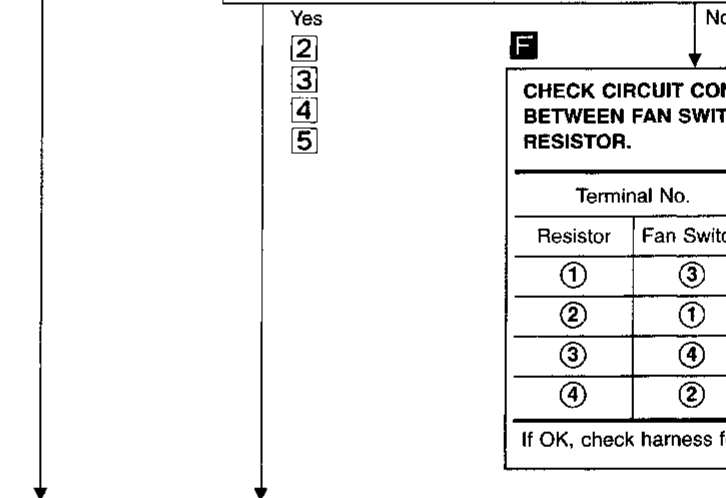 Yes
2
3
4
5
No
F
CHECK CIRCUIT CON
BETWEEN FAN SWIT
RESISTOR.
Terminal No.
Resistor Fan Switc
① ③
② ①
③ ④
④ ②
If OK, check harness f